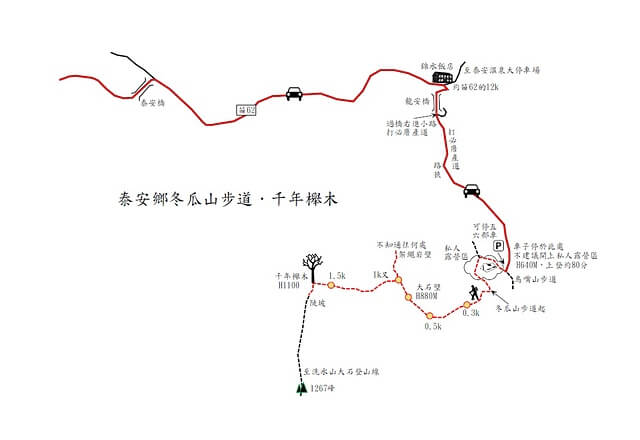 錦水飯店
至泰安溫泉大停車場
約苗62的12k
泰安橋
苗62
龍安橋
過橋右進小路
打必厝產道
打必厝產道
路狹
泰安鄉冬瓜山步道·千年櫸木
可停五
六部車
P
車子停於此處
不建議開上私人露營區
H640M，上登約80分
私人
露營區
鳥嘴山步道
不知通往何處
架繩岩壁
千年櫸木
H1100
1.5k
1k叉
大石壁
H880M
陡坡
0.3k
冬瓜山步道起
0.5k
至洗水山大石登山線
1267峰